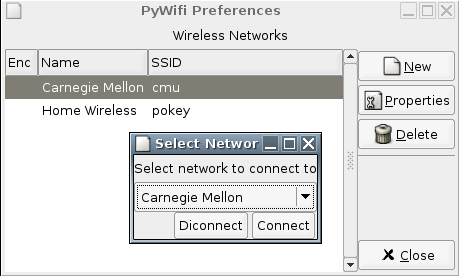 PyWifi Preferences
Wireless Networks
Enc Name SSID
Carnegie Mellon cmu
Home Wireless pokey
New
Properties
Delete
Close
Select Networ
Select network to connect to
Carnegie Mellon
Diconnect Connect